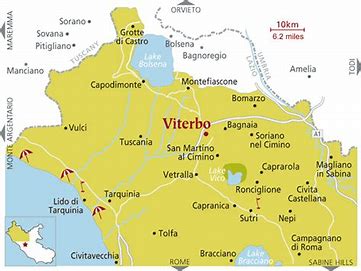 MAREMMA
ORVIETO
Sorano
Sovana
Pitigliano
Grotte
di Castro
Bolsena
Bagnoregio
10km
6.2 miles
TUSCANY
LAZIO
UMBRIA
LAZIO
TODI
Manciano
Lake
Bolsena
Capodimonte
Montefiascone
Amelia
Bomarzo
MONTE ARGENTARIO
Vulci
Viterbo
Bagnaia
A1
Tuscania
San Martino
al Cimino
Soriano
nel Cimino
Vetralla
Lake
Vico
Caprarola
Magliano
in Sabina
Ronciglione
Civita
Castellana
Lido di
Tarquinia
Tarquinia
Capranica
Sutri
Nepi
Tolfa
Campagnano
di Roma
Civitavecchia
Bracciano
Lake
Bracciano
ROME
SABINE HILLS